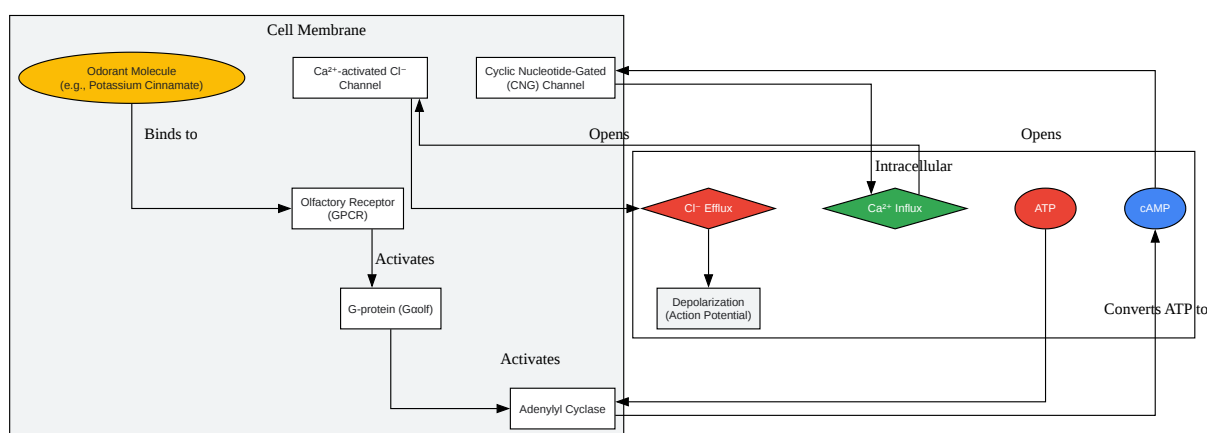 Cell Membrane
Odorant Molecule
(e.g., Potassium Cinnamate)
Ca²⁺-activated Cl⁻
Channel
Cyclic Nucleotide-Gated
(CNG) Channel
Binds to
Opens
Opens
Intracellular
Olfactory Receptor
(GPCR)
Cl⁻ Efflux
Ca²⁺ Influx
ATP
cAMP
Activates
G-protein (Gαolf)
Depolarization
(Action Potential)
Converts ATP to
Activates
Adenylyl Cyclase